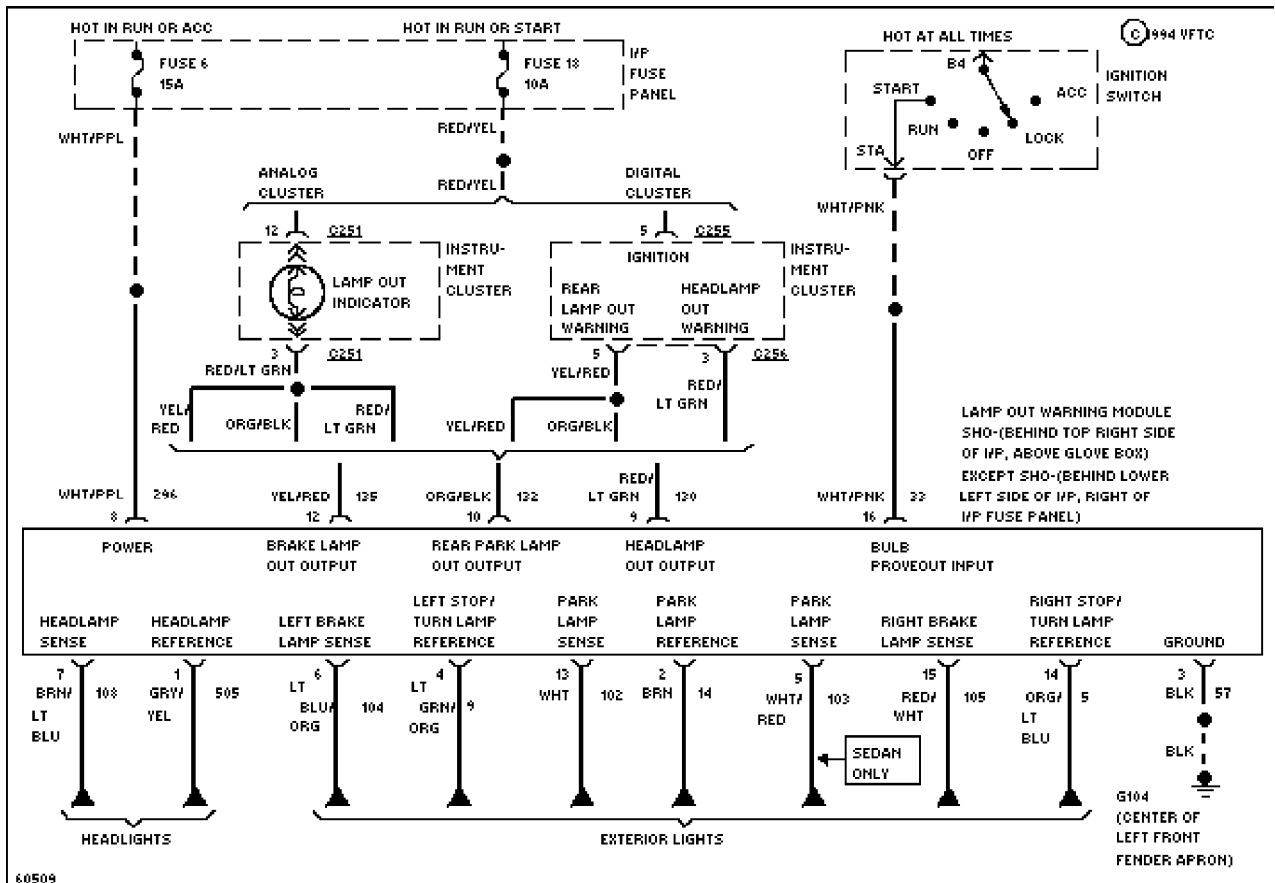 HOT IN RUN OR ACC
HOT IN RUN OR START
HOT AT ALL TIMES
© 1994 VFTC
FUSE 6
15A
FUSE 18
10A
I/P
FUSE
PANEL
B4
START
ACC
RUN
LOCK
OFF
STA
IGNITION
SWITCH
WHT/PPL
RED/YEL
RED/YEL
WHT/PNK
ANALOG
CLUSTER
DIGITAL
CLUSTER
12
C251
5
C255
LAMP OUT
INDICATOR
INSTRU-
MENT
CLUSTER
IGNITION
REAR
LAMP OUT
WARNING
HEADLAMP
OUT
WARNING
INSTRU-
MENT
CLUSTER
3
C251
5
3
C256
RED/LT GRN
YEL/RED
RED/
LT GRN
YEL/
RED
ORG/BLK
RED/
LT GRN
YEL/RED
ORG/BLK
LAMP OUT WARNING MODULE
SHO-(BEHIND TOP RIGHT SIDE
OF I/P, ABOVE GLOVE BOX)
EXCEPT SHO-(BEHIND LOWER
LEFT SIDE OF I/P, RIGHT OF
I/P FUSE PANEL)
WHT/PPL
296
8
YEL/RED
135
12
ORG/BLK
132
10
RED/
LT GRN
130
9
WHT/PNK
33
16
POWER
BRAKE LAMP
OUT OUTPUT
REAR PARK LAMP
OUT OUTPUT
HEADLAMP
OUT OUTPUT
BULB
PROVEOUT INPUT
HEADLAMP
SENSE
HEADLAMP
REFERENCE
LEFT BRAKE
LAMP SENSE
LEFT STOP/
TURN LAMP
REFERENCE
PARK
LAMP
SENSE
PARK
LAMP
REFERENCE
PARK
LAMP
SENSE
RIGHT BRAKE
LAMP SENSE
RIGHT STOP/
TURN LAMP
REFERENCE
GROUND
7
BRN/
LT
BLU
108
1
GRY/
YEL
505
6
LT
BLU/
ORG
104
4
LT
GRN/
ORG
9
13
WHT
102
2
BRN
14
5
WHT/
RED
103
15
RED/
WHT
105
14
ORG/
LT
BLU
5
3
BLK
57
BLK
SEDAN
ONLY
HEADLIGHTS
EXTERIOR LIGHTS
G104
(CENTER OF
LEFT FRONT
FENDER APRON)
60509